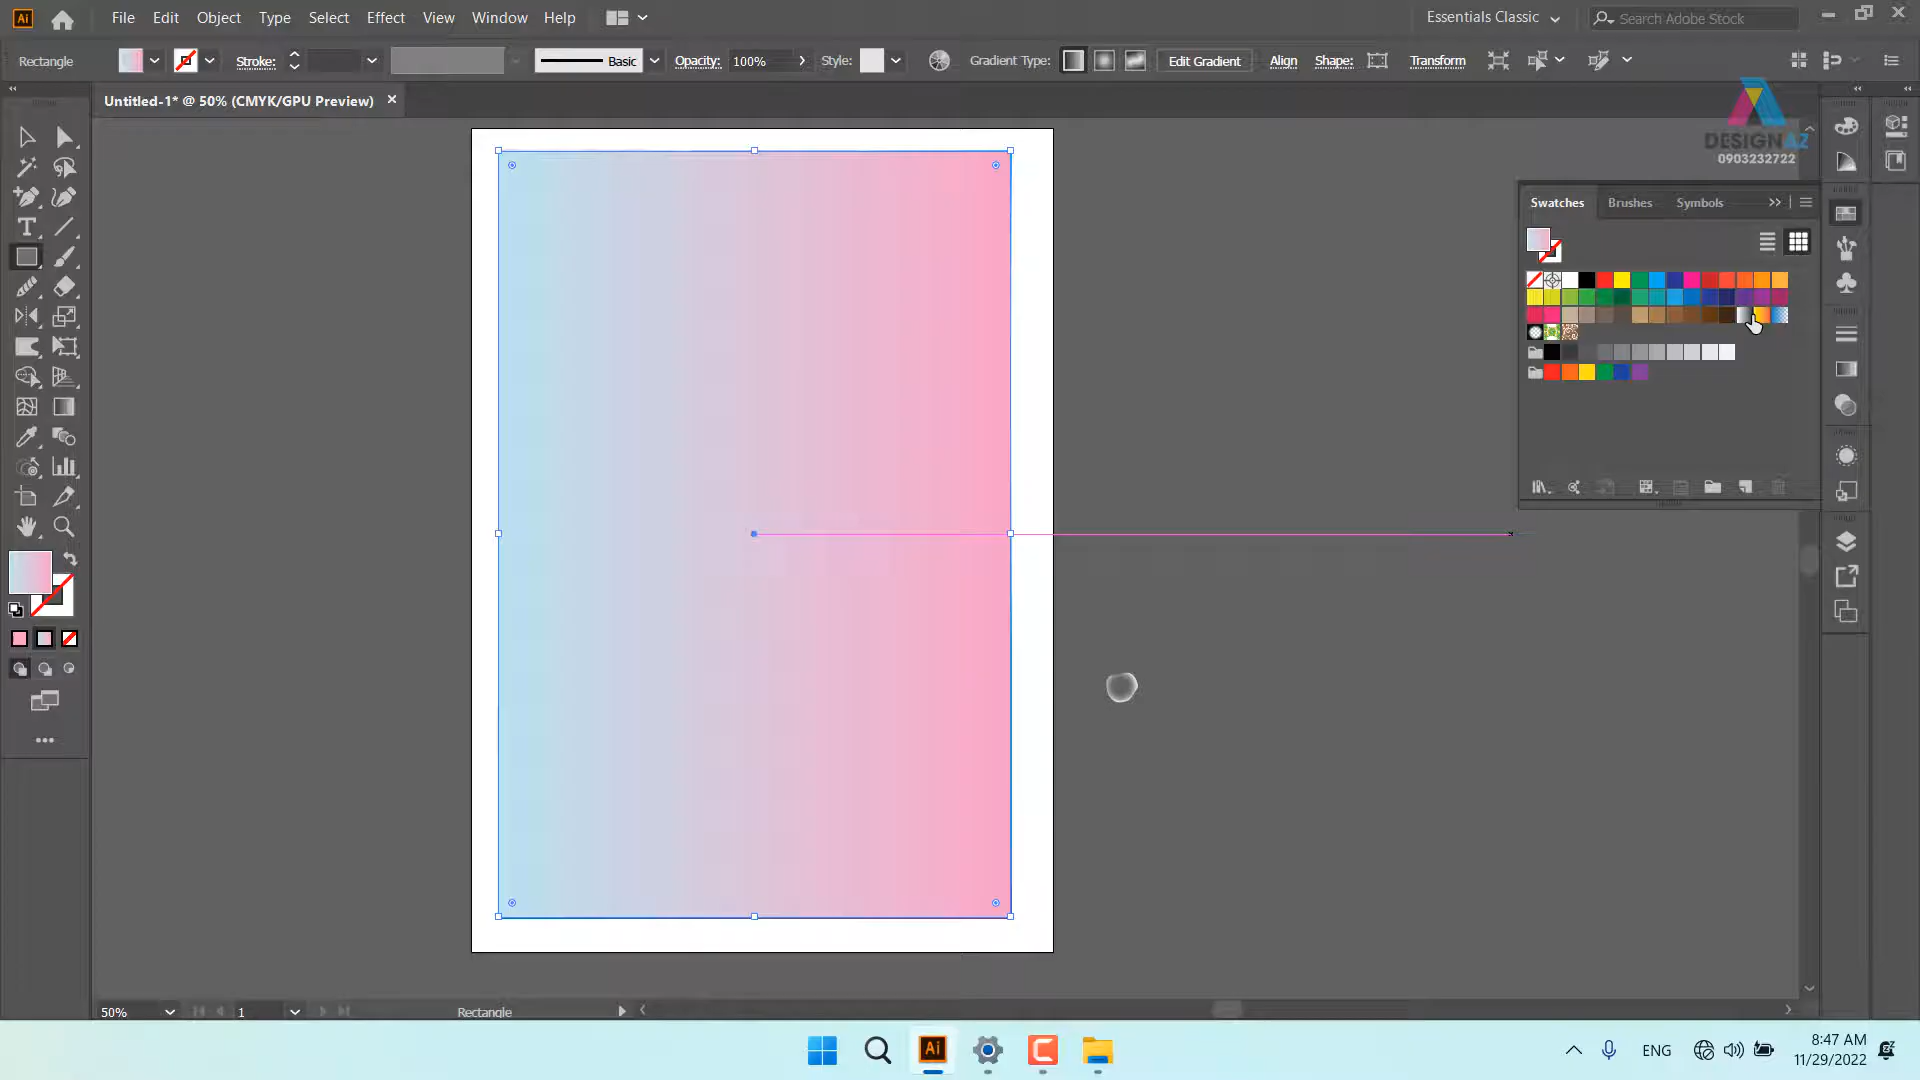 Ai File Edit Object Type Select Effect View Window Help Essentials Classic Search Adobe Stock
Rectangle Stroke: Basic Opacity: 100% Style: Gradient Type: Edit Gradient Align Shape: Transform
Untitled-1* @ 50% (CMYK/GPU Preview)
DESIGN AZ
0903232722
Swatches Brushes Symbols
50% 1 Rectangle
Ai
C
ENG
8:47 AM
11/29/2022